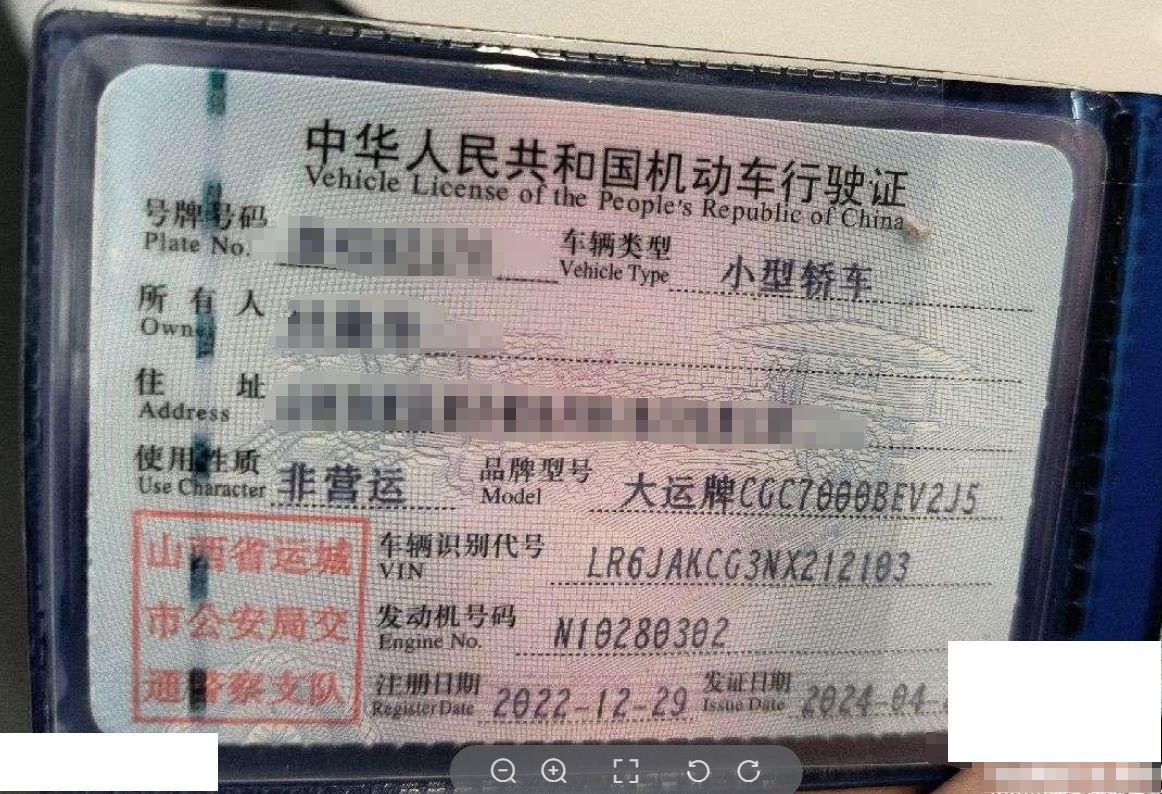 中华人民共和国机动车行驶证
Vehicle License of the People's Republic of China
号牌号码
Plate No.
车辆类型 小型轿车
Vehicle Type
所有人
Owner
住址
Address
使用性质 非营运
Use Character
品牌型号 大运牌CGC7000BEV2J5
Model
山西省运城
市公安局交
通警察支队
车辆识别代号 LR6JAKCG3NX212103
VIN
发动机号码 N10280302
Engine No.
注册日期 2022-12-29
Register Date
发证日期 2024-04-
Issue Date